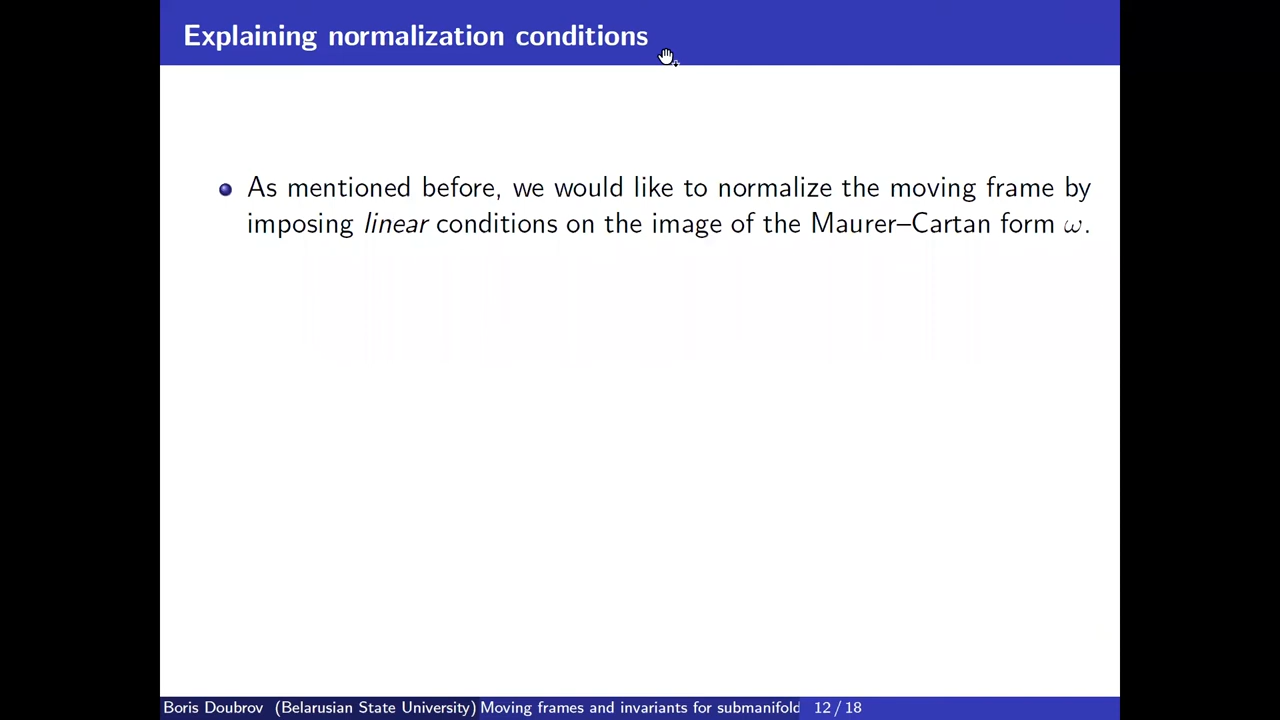 Explaining normalization conditions
As mentioned before, we would like to normalize the moving frame by
imposing linear conditions on the image of the Maurer–Cartan form ω.
Boris Doubrov (Belarusian State University) Moving frames and invariants for submanifold 12 / 18